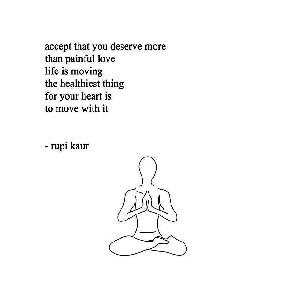 accept that you deserve more
than painful love
life is moving
the healthiest thing
for your heart is
to move with it
- rupi kaur